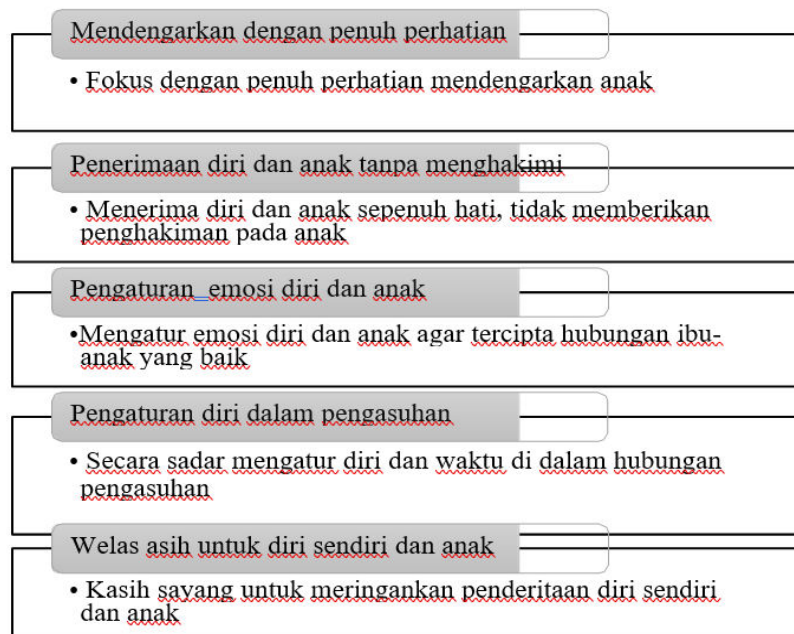 Mendengarkan dengan penuh perhatian
• Fokus dengan penuh perhatian mendengarkan anak
Penerimaan diri dan anak tanpa menghakimi
• Menerima diri dan anak sepenuh hati, tidak memberikan
penghakiman pada anak
Pengaturan emosi diri dan anak
•Mengatur emosi diri dan anak agar tercipta hubungan ibu-
anak yang baik
Pengaturan diri dalam pengasuhan
• Secara sadar mengatur diri dan waktu di dalam hubungan
pengasuhan
Welas asih untuk diri sendiri dan anak
• Kasih sayang untuk meringankan penderitaan diri sendiri
dan anak